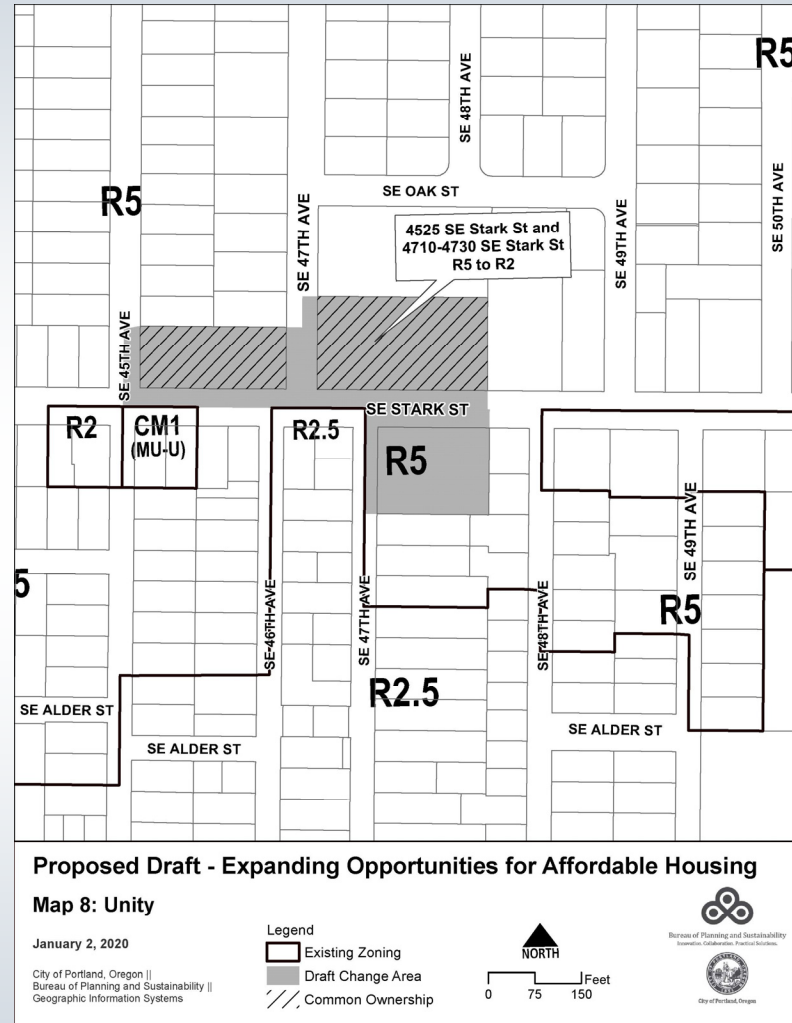 SE 48TH AVE
R5
R5
SE OAK ST
SE 47TH AVE
SE 49TH AVE
SE 50TH AVE
4525 SE Stark St and
4710-4730 SE Stark St
R5 to R2
SE 45TH AVE
SE STARK ST
R2
CM1
(MU-U)
R2.5
R5
SE 49TH AVE
5
SE 46TH AVE
SE 47TH AVE
SE 48TH AVE
R5
R2.5
SE ALDER ST
SE ALDER ST
SE ALDER ST
Proposed Draft - Expanding Opportunities for Affordable Housing
Map 8: Unity
January 2, 2020
City of Portland, Oregon ||
Bureau of Planning and Sustainability ||
Geographic Information Systems
Legend
Existing Zoning
Draft Change Area
Common Ownership
NORTH
Feet
0 75 150
Bureau of Planning and Sustainability
Innovation. Collaboration. Practical Solutions.
City of Portland, Oregon